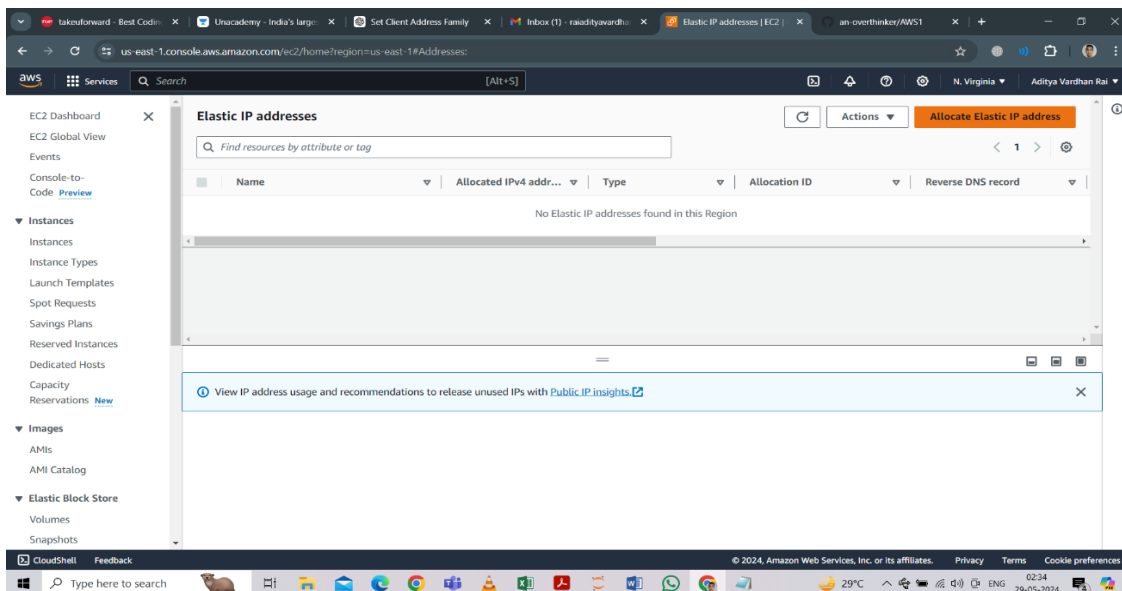 takeuforward - Best Codin
Unacademy - India's large
Set Client Address Family
Inbox (1) - raiadityavardha
Elastic IP addresses | EC2 |
an-overthinker/AWS1
us-east-1.console.aws.amazon.com/ec2/home?region=us-east-1#Addresses:
aws
Services
Search
[Alt+S]
N. Virginia
Aditya Vardhan Rai
EC2 Dashboard
EC2 Global View
Events
Console-to-
Code Preview
Instances
Instances
Instance Types
Launch Templates
Spot Requests
Savings Plans
Reserved Instances
Dedicated Hosts
Capacity
Reservations New
Images
AMIs
AMI Catalog
Elastic Block Store
Volumes
Snapshots
Elastic IP addresses
Actions
Allocate Elastic IP address
Find resources by attribute or tag
1
Name
Allocated IPv4 addr...
Type
Allocation ID
Reverse DNS record
No Elastic IP addresses found in this Region
View IP address usage and recommendations to release unused IPs with Public IP insights.
CloudShell
Feedback
© 2024, Amazon Web Services, Inc. or its affiliates.
Privacy
Terms
Cookie preferences
Type here to search
29°C
ENG
02:34
29-05-2024